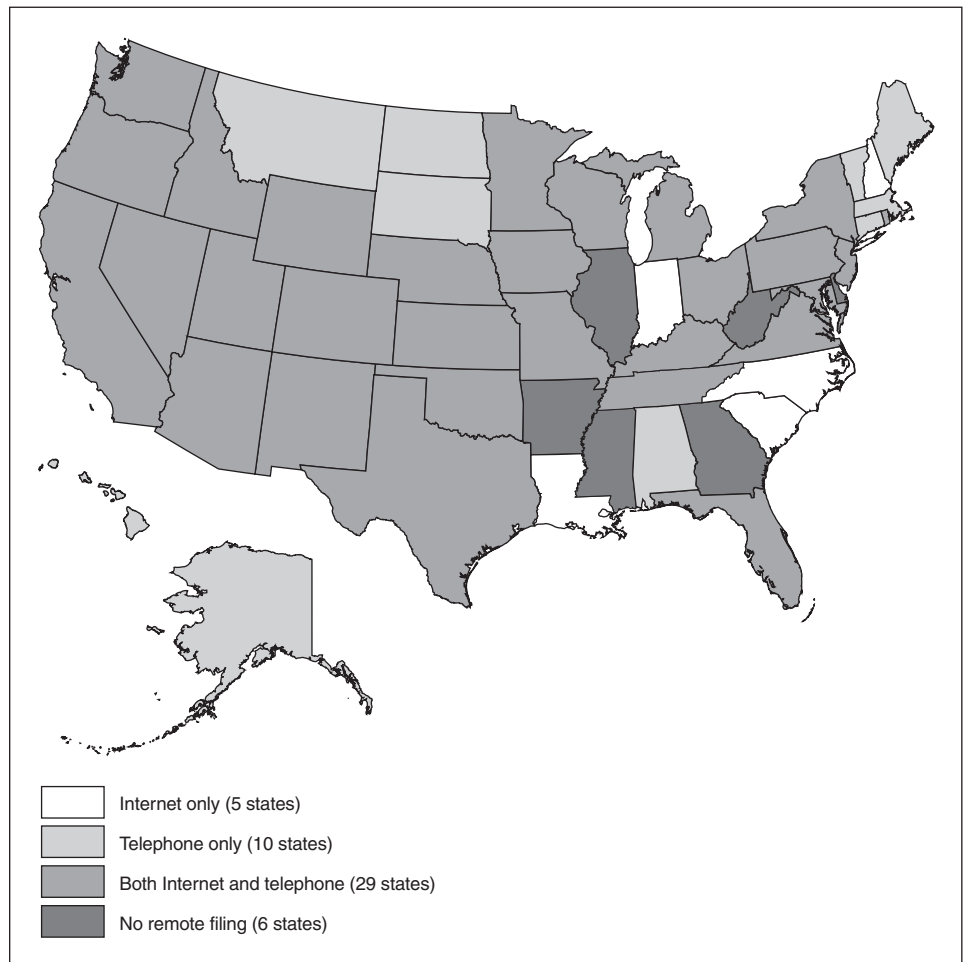 Internet only (5 states)
Telephone only (10 states)
Both Internet and telephone (29 states)
No remote filing (6 states)